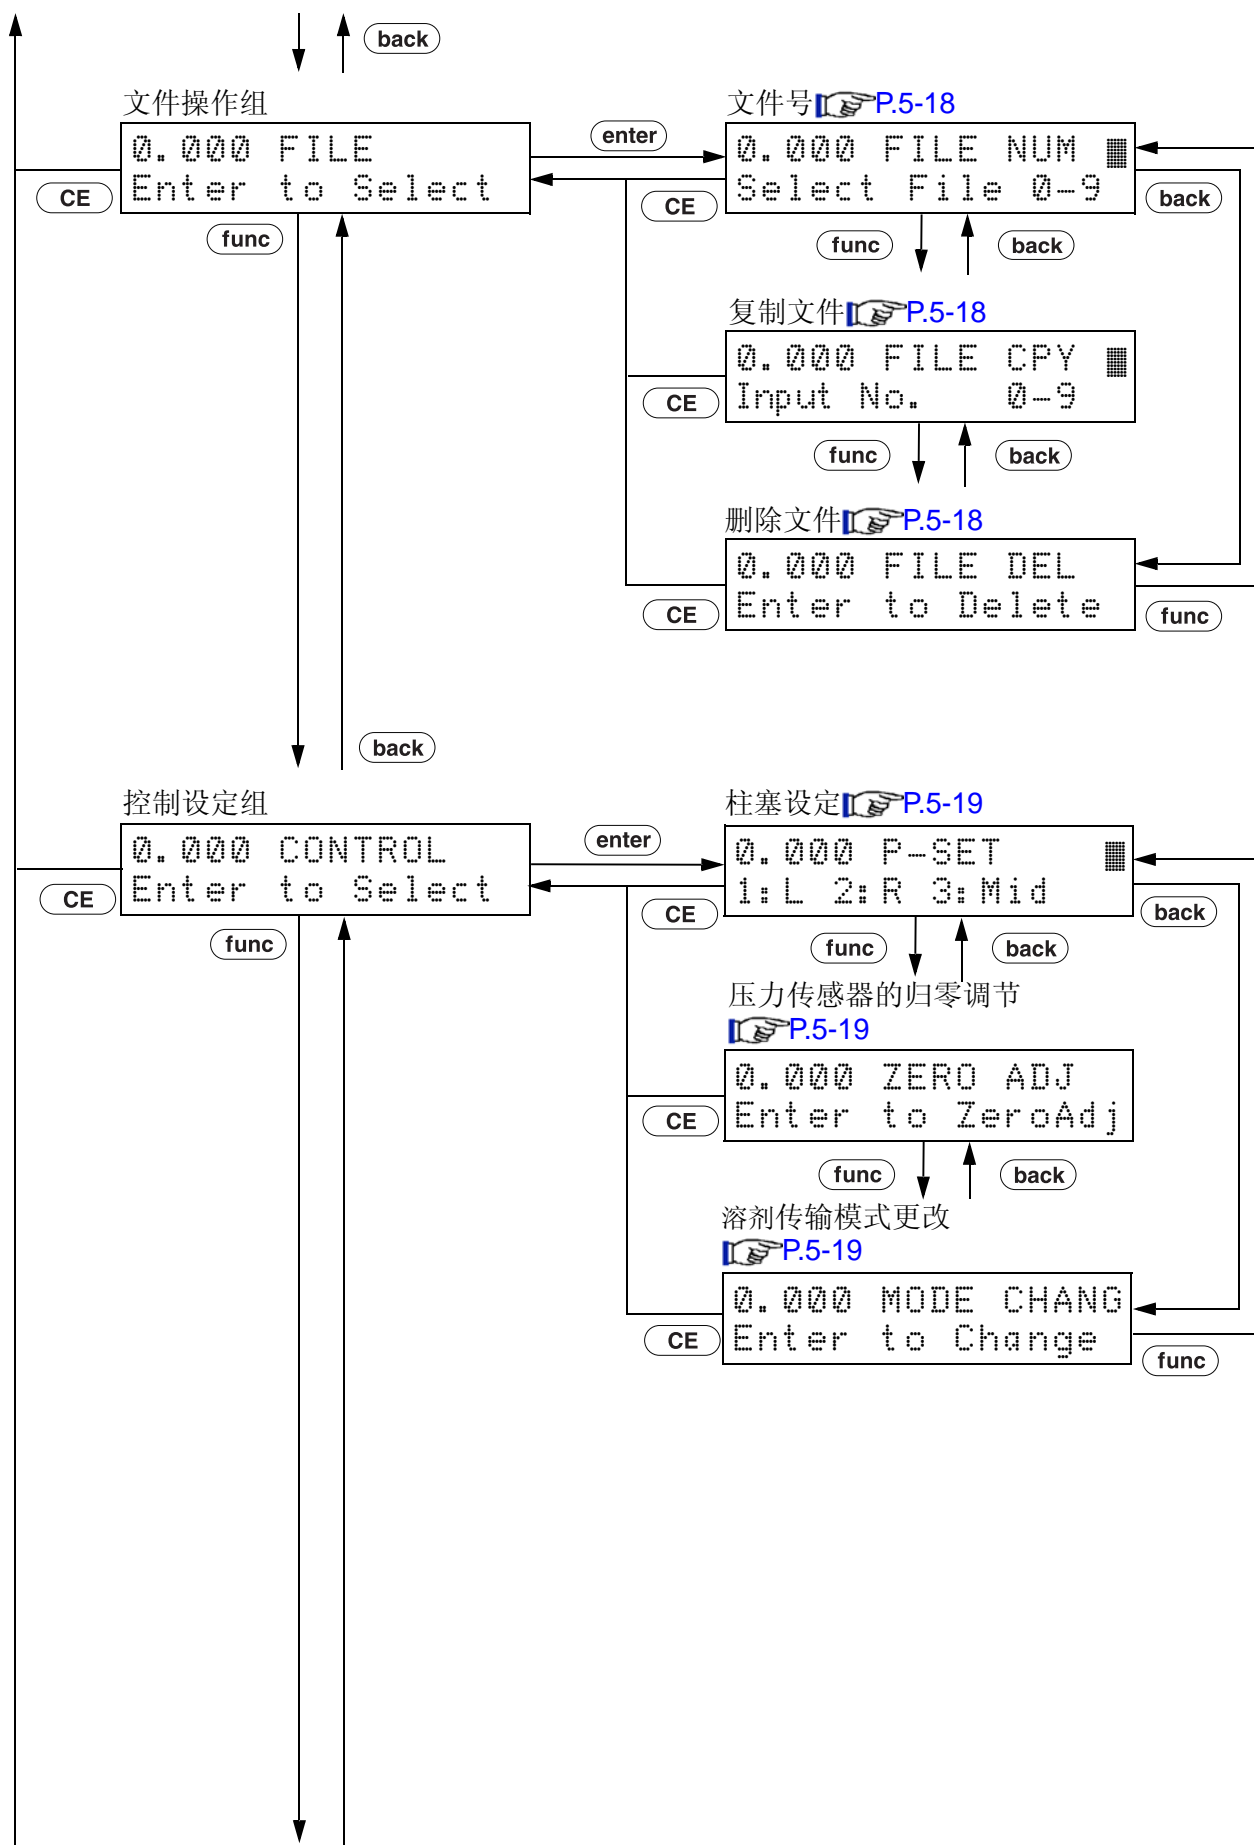 back
文件操作组
0.000 FILE
Enter to Select
CE
func
enter
文件号 P.5-18
0.000 FILE NUM
Select File 0-9
CE
back
func
back
复制文件 P.5-18
0.000 FILE CPY
Input No. 0-9
CE
func
back
删除文件 P.5-18
0.000 FILE DEL
Enter to Delete
CE
func
back
控制设定组
0.000 CONTROL
Enter to Select
CE
func
enter
柱塞设定 P.5-19
0.000 P-SET
1:L 2:R 3:Mid
CE
back
func
back
压力传感器的归零调节
P.5-19
0.000 ZERO ADJ
Enter to ZeroAdj
CE
func
back
溶剂传输模式更改
P.5-19
0.000 MODE CHANG
Enter to Change
CE
func